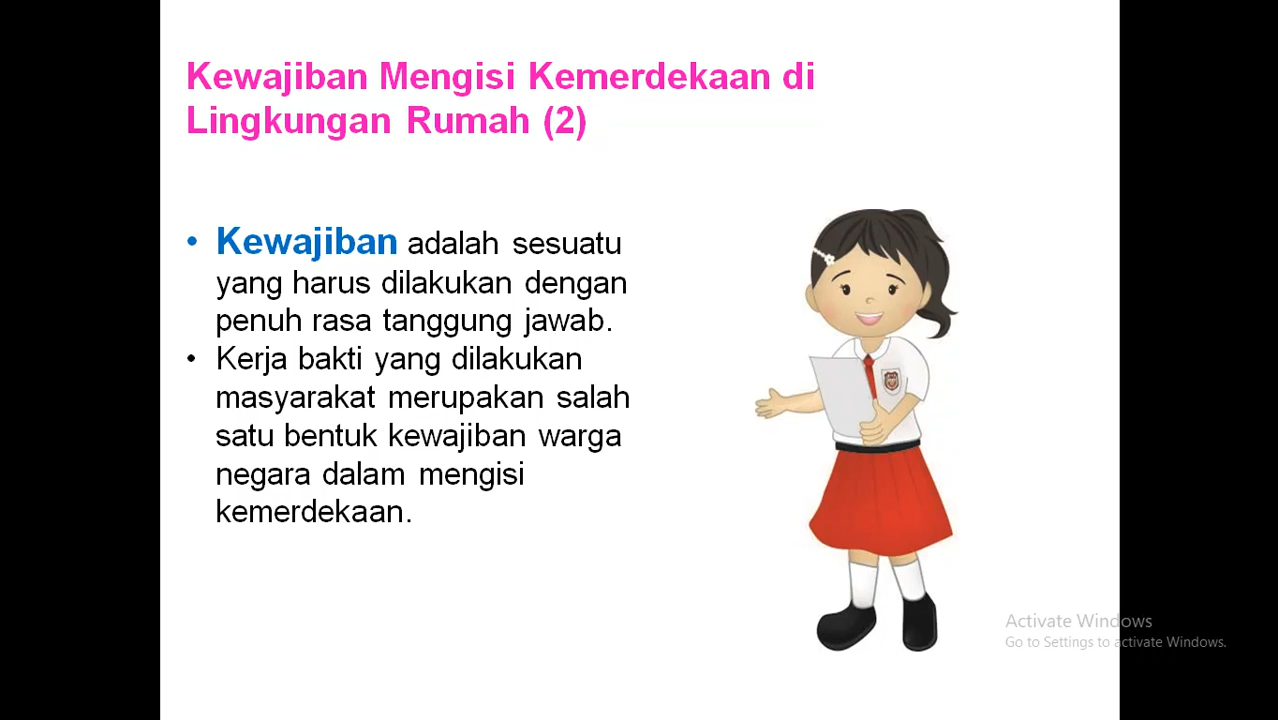 Kewajiban Mengisi Kemerdekaan di
Lingkungan Rumah (2)
• Kewajiban adalah sesuatu
yang harus dilakukan dengan
penuh rasa tanggung jawab.
• Kerja bakti yang dilakukan
masyarakat merupakan salah
satu bentuk kewajiban warga
negara dalam mengisi
kemerdekaan.
Activate Windows
Go to Settings to activate Windows.